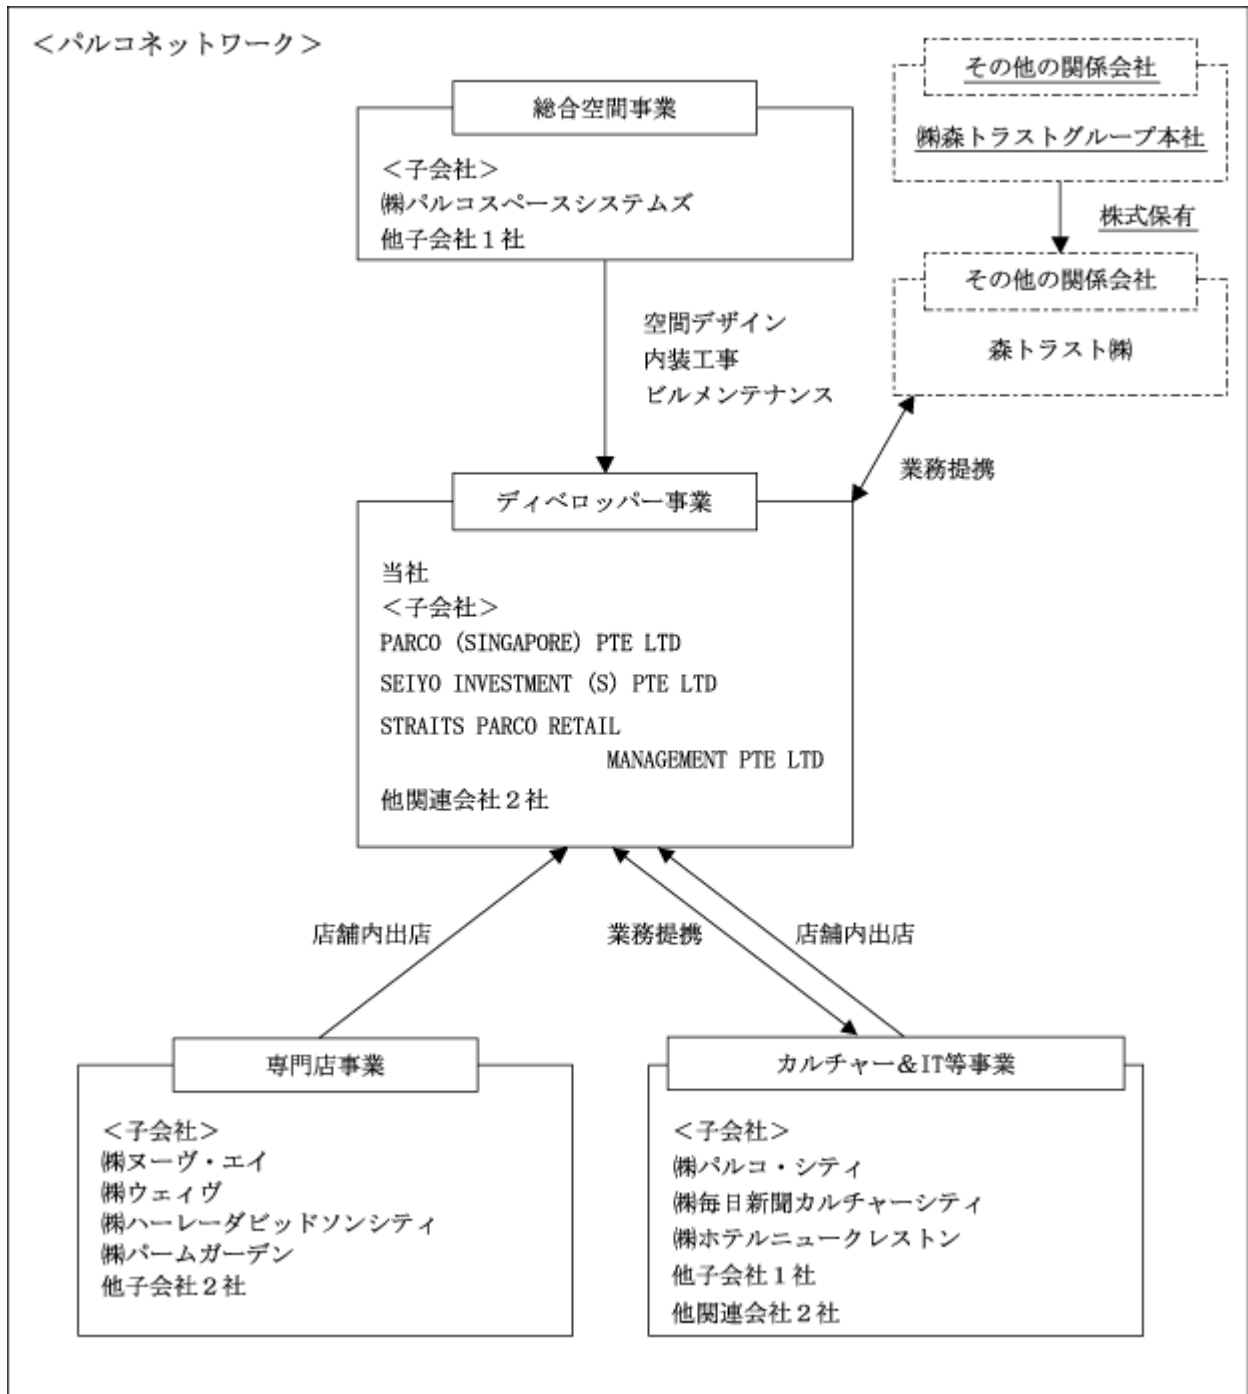 ＜パルコネットワーク＞
その他の関係会社
㈱森トラストグループ本社
株式保有
その他の関係会社
森トラスト㈱
業務提携
総合空間事業
＜子会社＞
㈱パルコスペースシステムズ
他子会社１社
空間デザイン
内装工事
ビルメンテナンス
ディベロッパー事業
当社
＜子会社＞
PARCO (SINGAPORE) PTE LTD
SEIYO INVESTMENT (S) PTE LTD
STRAITS PARCO RETAIL
MANAGEMENT PTE LTD
他関連会社２社
店舗内出店
業務提携
店舗内出店
専門店事業
＜子会社＞
㈱ヌーヴ・エイ
㈱ウェイヴ
㈱ハーレーダビッドソンシティ
㈱パームガーデン
他子会社２社
カルチャー＆IT等事業
＜子会社＞
㈱パルコ・シティ
㈱毎日新聞カルチャーシティ
㈱ホテルニュークレストン
他子会社１社
他関連会社２社